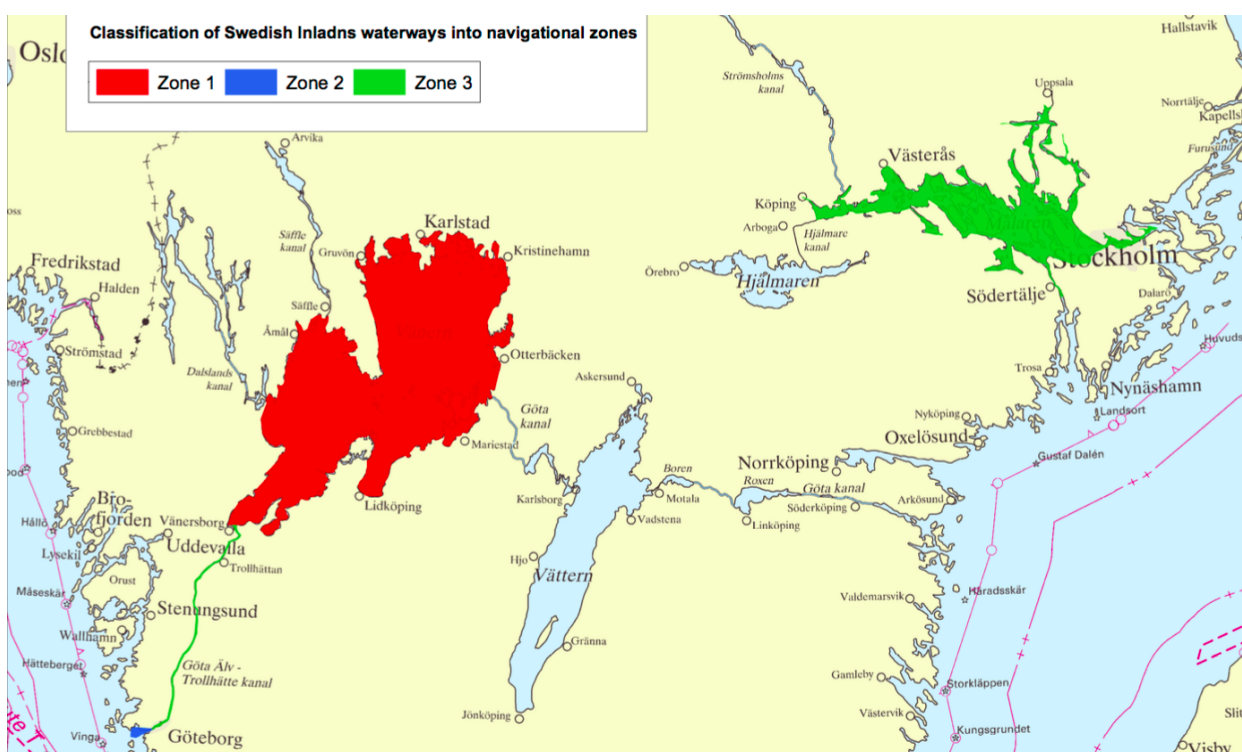 Classification of Swedish Inladns waterways into navigational zones
Zone 1
Zone 2
Zone 3
Hallstavik
Strömsholms
kanal
Uppsala
Norrtälje
Furusund
Arvika
Västerås
Köping
Arboga
Hjälmare
kanal
Mälaren
Stockholm
Karlstad
Säffle
kanal
Gruvön
Kristinehamn
Örebro
Hjälmaren
Södertälje
Dalarö
Fredrikstad
Halden
Säffle
Åmål
Strömstad
Otterbäcken
Askersund
Trosa
Nynäshamn
Landsort
Dalslands
kanal
Göta
kanal
Mariestad
Nyköping
Oxelösund
Gustaf Dalén
Grebbestad
Norrköping
Boren
Roxen
Göta kanal
Karlsborg
Motala
Arkösund
Söderköping
Lidköping
Bro-
fjorden
Vänersborg
Uddevalla
Vadstena
Linköping
Hållö
Lysekil
Trollhättan
Hjo
Vättern
Orust
Måseskär
Stenungsund
Valdemarsvik
Häradsskär
Wallhamn
Gränna
Hätteberget
Göta Älv -
Trollhätte kanal
Gamleby
Storkläppen
Jönköping
Västervik
Vinga
Göteborg
Kungsgrundet
Visby